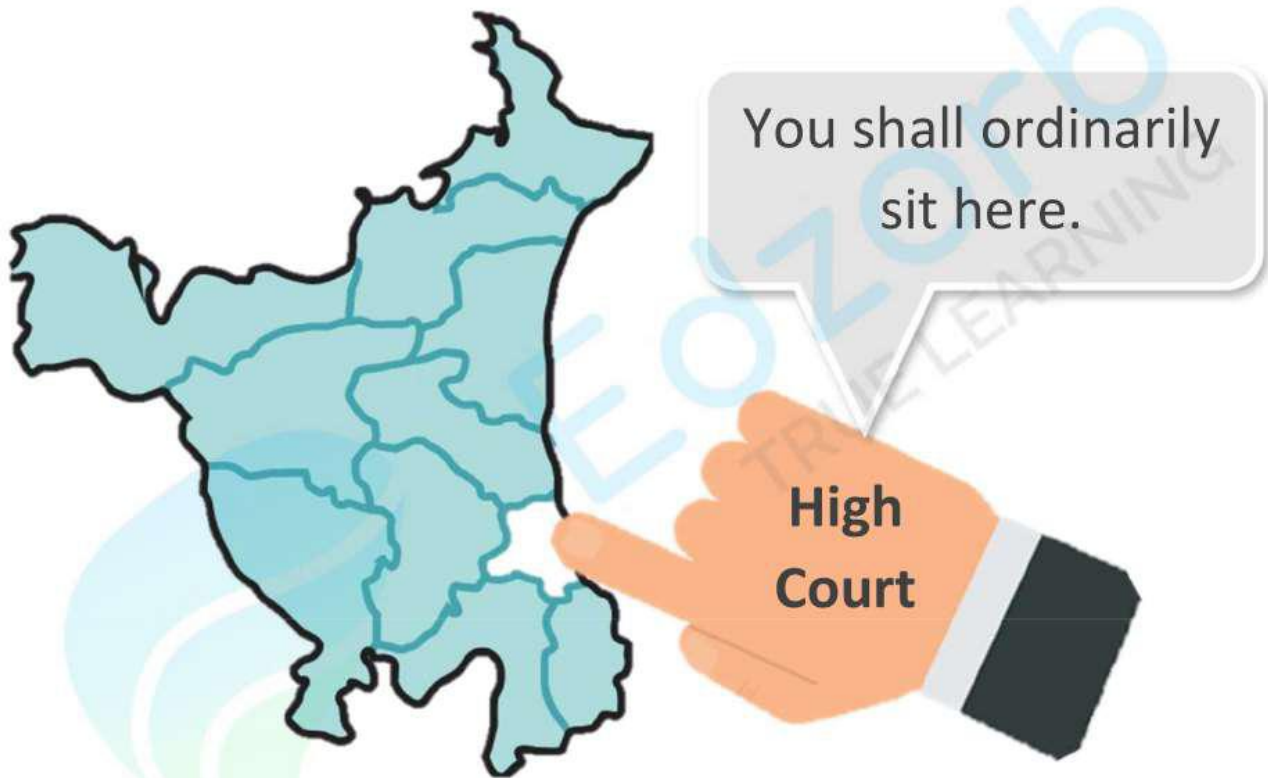 You shall ordinarily
sit here.
High
Court
Edzorb
TRUE LEARNING